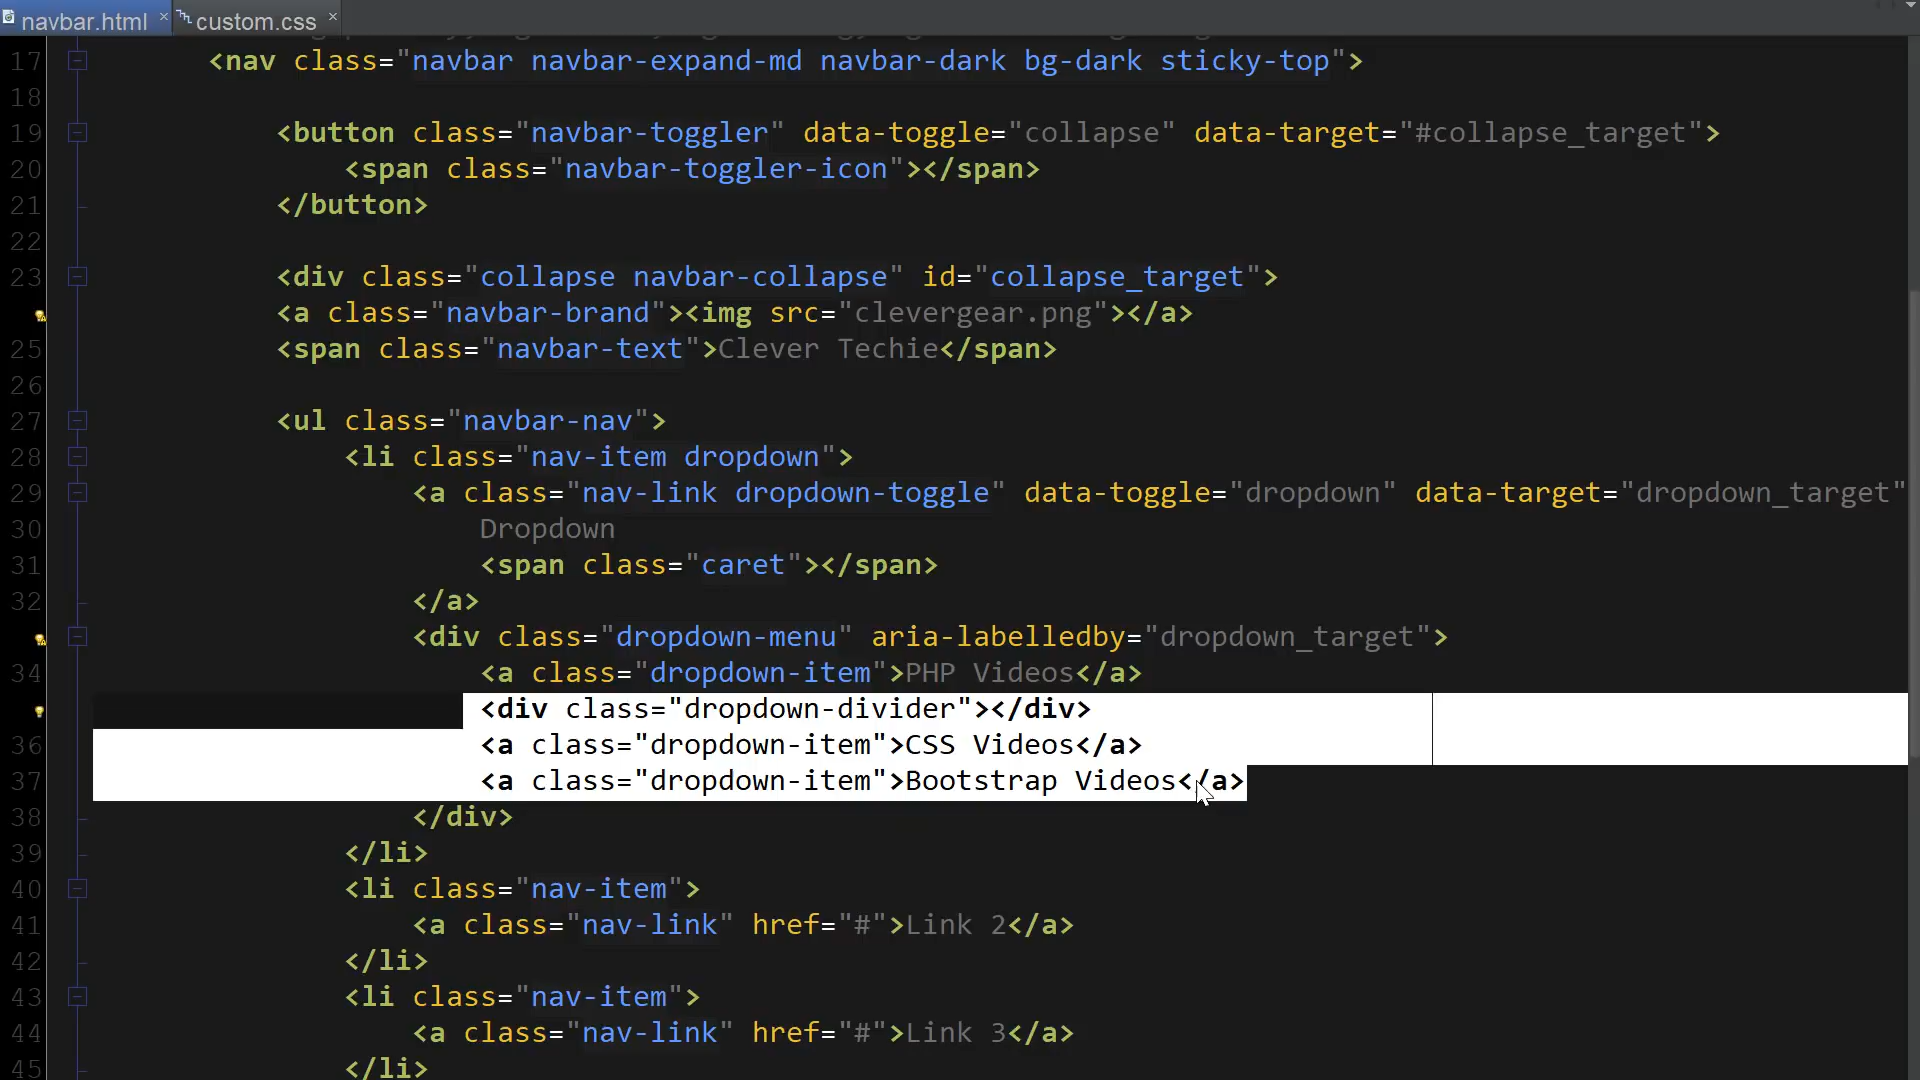 navbar.html × custom.css ×
17 <nav class="navbar navbar-expand-md navbar-dark bg-dark sticky-top">
18
19 <button class="navbar-toggler" data-toggle="collapse" data-target="#collapse_target">
20 <span class="navbar-toggler-icon"></span>
21 </button>
22
23 <div class="collapse navbar-collapse" id="collapse_target">
<a class="navbar-brand"><img src="clevergear.png"></a>
25 <span class="navbar-text">Clever Techie</span>
26
27 <ul class="navbar-nav">
28 <li class="nav-item dropdown">
29 <a class="nav-link dropdown-toggle" data-toggle="dropdown" data-target="dropdown_target"
30 Dropdown
31 <span class="caret"></span>
32 </a>
<div class="dropdown-menu" aria-labelledby="dropdown_target">
34 <a class="dropdown-item">PHP Videos</a>
<div class="dropdown-divider"></div>
36 <a class="dropdown-item">CSS Videos</a>
37 <a class="dropdown-item">Bootstrap Videos</a>
38 </div>
39 </li>
40 <li class="nav-item">
41 <a class="nav-link" href="#">Link 2</a>
42 </li>
43 <li class="nav-item">
44 <a class="nav-link" href="#">Link 3</a>
45 </li>